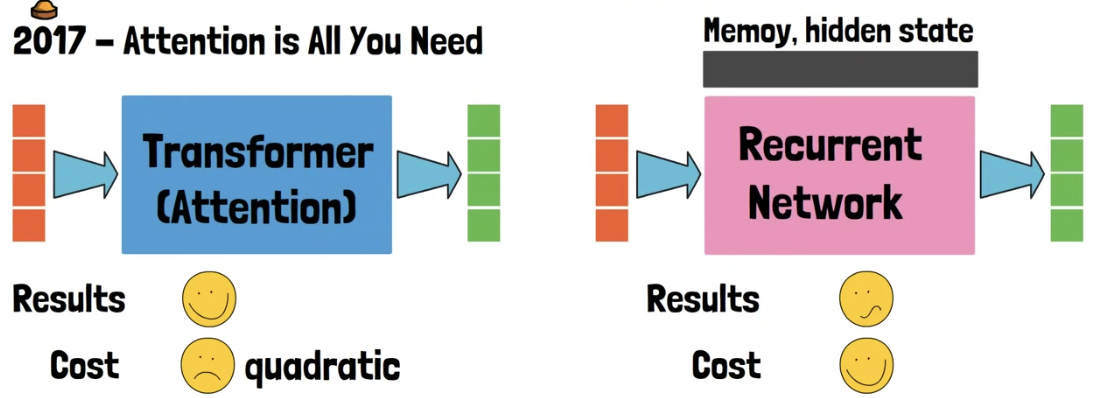 2017 – Attention is All You Need
Transformer
(Attention)
Results
Cost
quadratic
Memoy, hidden state
Recurrent
Network
Results
Cost